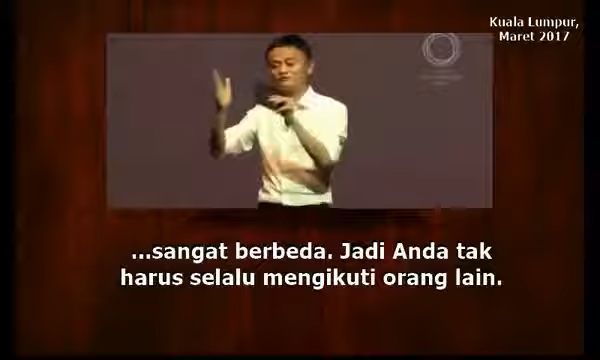 Kuala Lumpur,
Maret 2017
...sangat berbeda. Jadi Anda tak
harus selalu mengikuti orang lain.